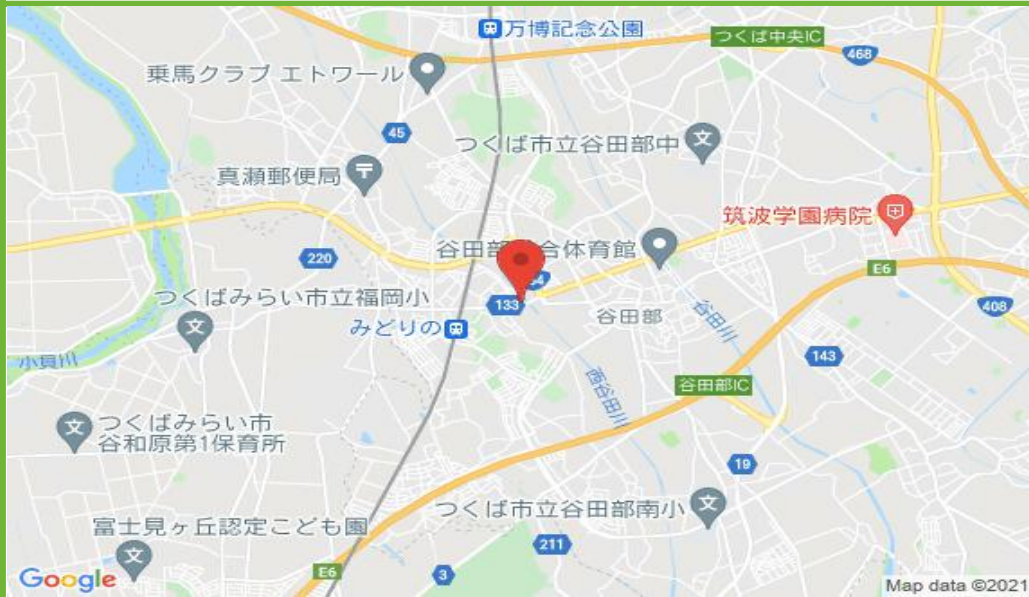 万博記念公園
つくば中央IC
468
乗馬クラブ エトワール
45
つくば市立谷田部中
真瀬郵便局
筑波学園病院
220
谷田部
合体育館
E6
つくばみらい市立福岡小
133
408
谷田部
谷田川
みどりの
143
小貝川
谷田部IC
西谷田川
つくばみらい市
谷和原第1保育所
19
つくば市立谷田部南小
富士見ヶ丘認定こども園
211
E6
3
Google
Map data ©2021